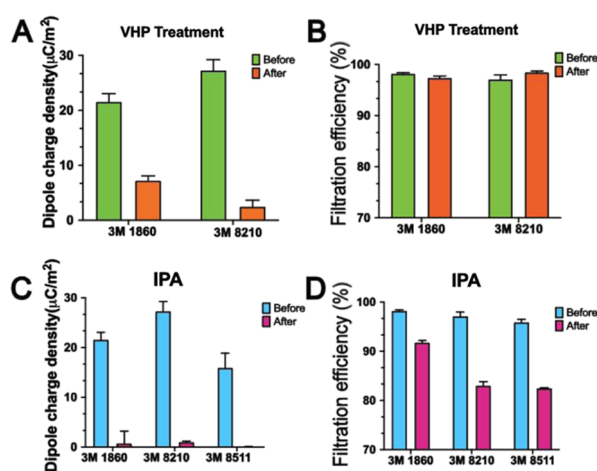 A
VHP Treatment
Dipole charge density(μC/m²)
30
20
10
0
Before
After
3M 1860
3M 8210
B
VHP Treatment
Filtration efficiency (%)
100
90
80
70
Before
After
3M 1860
3M 8210
C
IPA
Dipole charge density(μC/m²)
30
20
10
0
Before
After
3M 1860
3M 8210
3M 8511
D
IPA
Filtration efficiency (%)
100
90
80
70
Before
After
3M 1860
3M 8210
3M 8511